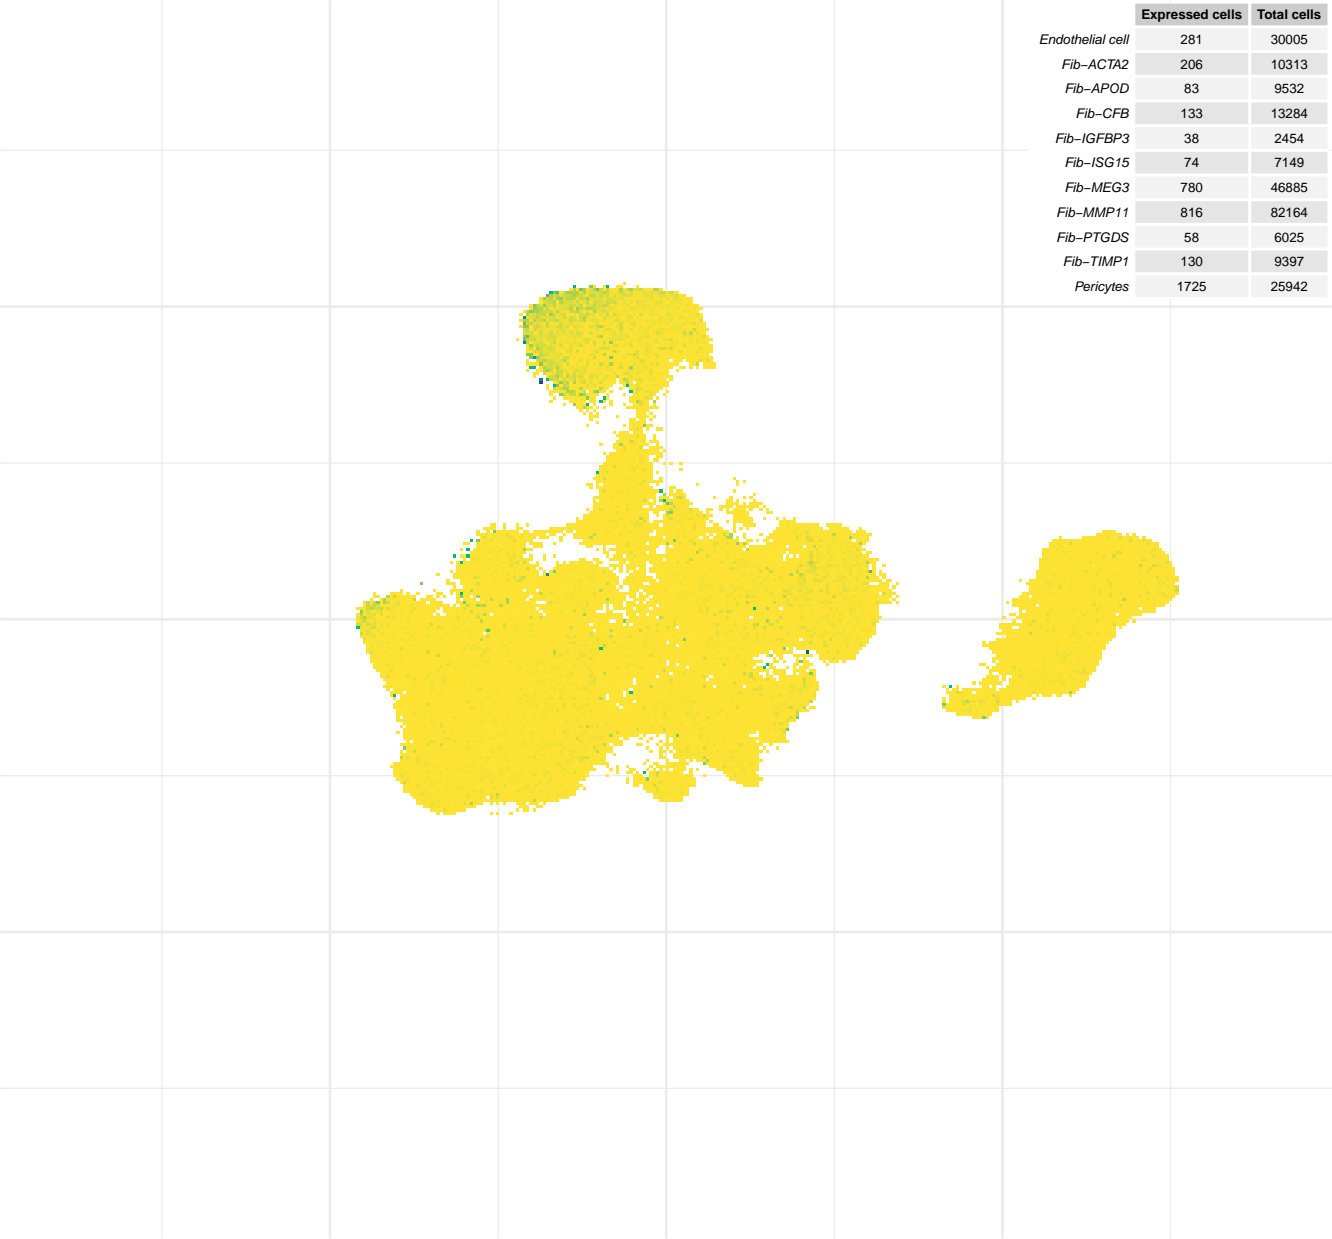 Expressed cells Total cells
Endothelial cell 281 30005
Fib−ACTA2 206 10313
Fib−APOD 83 9532
Fib−CFB 133 13284
Fib−IGFBP3 38 2454
Fib−ISG15 74 7149
Fib−MEG3 780 46885
Fib−MMP11 816 82164
Fib−PTGDS 58 6025
Fib−TIMP1 130 9397
Pericytes 1725 25942